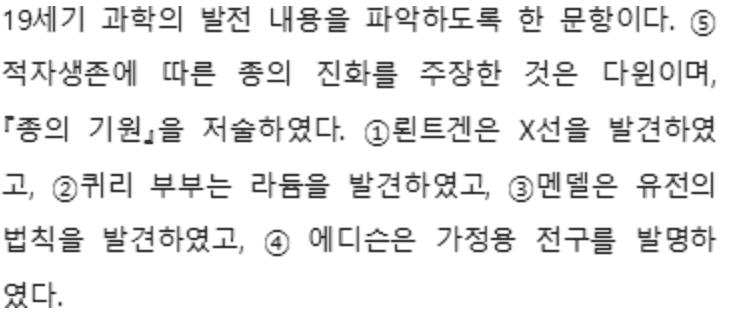 19세기 과학의 발전 내용을 파악하도록 한 문항이다. ⑤
적자생존에 따른 종의 진화를 주장한 것은 다윈이며,
『종의 기원』을 저술하였다. ①뢴트겐은 X선을 발견하였
고, ②퀴리 부부는 라듐을 발견하였고, ③멘델은 유전의
법칙을 발견하였고, ④ 에디슨은 가정용 전구를 발명하
였다.